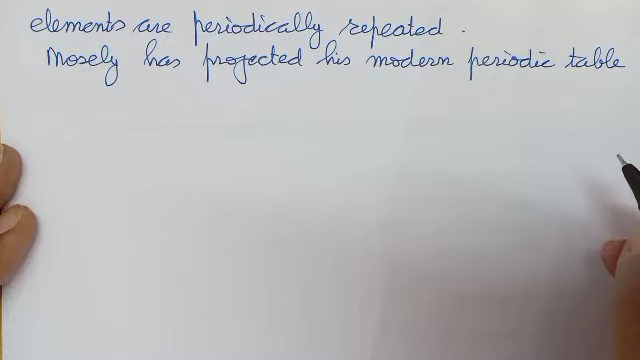 elements are periodically repeated.
Mosely has projected his modern periodic table